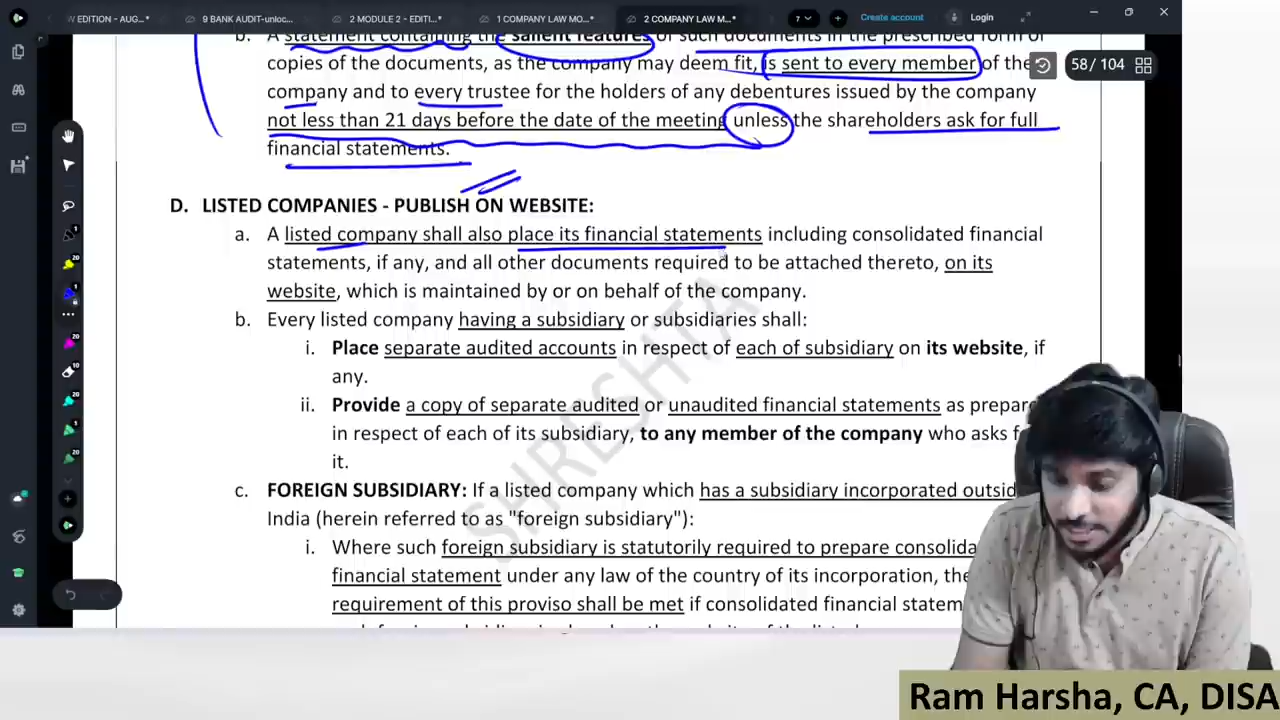 W EDITION - AUG...*
9 BANK AUDIT-unloc...
2 MODULE 2 - EDITI...*
1 COMPANY LAW MO...*
2 COMPANY LAW M...*
7
Create account
Login
b. A statement containing the salient features of such documents in the prescribed form or
copies of the documents, as the company may deem fit, is sent to every member of the
company and to every trustee for the holders of any debentures issued by the company
not less than 21 days before the date of the meeting unless the shareholders ask for full
financial statements.
58 / 104
D. LISTED COMPANIES - PUBLISH ON WEBSITE:
a. A listed company shall also place its financial statements including consolidated financial
statements, if any, and all other documents required to be attached thereto, on its
website, which is maintained by or on behalf of the company.
b. Every listed company having a subsidiary or subsidiaries shall:
i. Place separate audited accounts in respect of each of subsidiary on its website, if
any.
ii. Provide a copy of separate audited or unaudited financial statements as prepare
in respect of each of its subsidiary, to any member of the company who asks f
it.
c. FOREIGN SUBSIDIARY: If a listed company which has a subsidiary incorporated outsid
India (herein referred to as "foreign subsidiary"):
i. Where such foreign subsidiary is statutorily required to prepare consolida
financial statement under any law of the country of its incorporation, the
requirement of this proviso shall be met if consolidated financial statem
SHRESHTA
Ram Harsha, CA, DISA